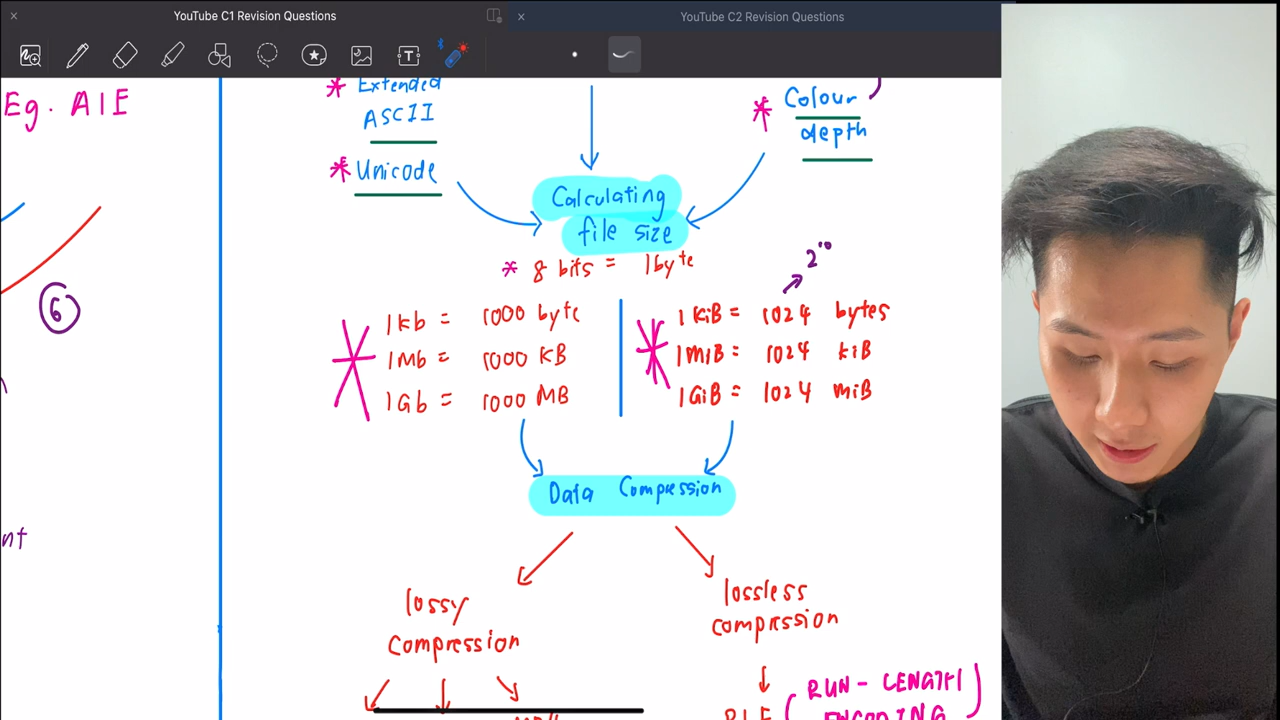 YouTube C1 Revision Questions
YouTube C2 Revision Questions
Eg. AIE
* Extended
ASCII
* Unicode
* Colour
depth
Calculating
file size
* 8 bits = 1byte
2¹⁰
6
1kb = 1000 byte
1Mb = 1000 KB
1Gb = 1000 MB
1KiB = 1024 bytes
1MiB = 1024 kiB
1GiB = 1024 miB
Data Compression
lossy
compression
lossless
compression
RLE (RUN-LENGTH
ENCODING
nt